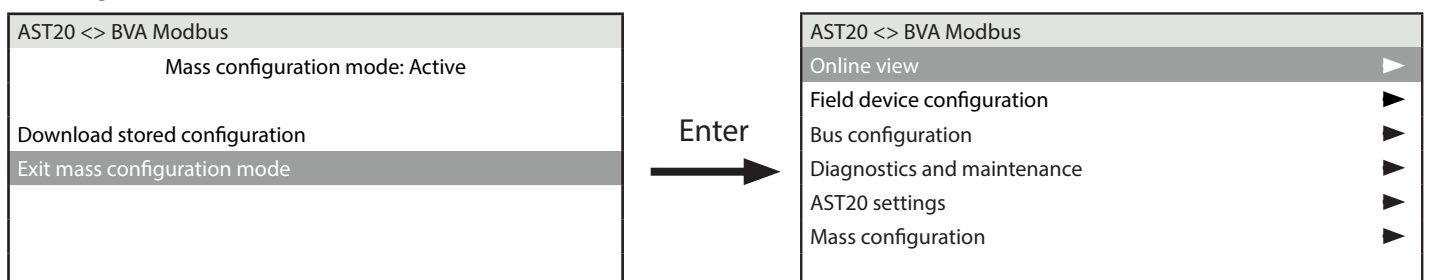 AST20 <> BVA Modbus
Mass configuration mode: Active
Download stored configuration
Exit mass configuration mode
Enter
AST20 <> BVA Modbus
Online view
Field device configuration
Bus configuration
Diagnostics and maintenance
AST20 settings
Mass configuration